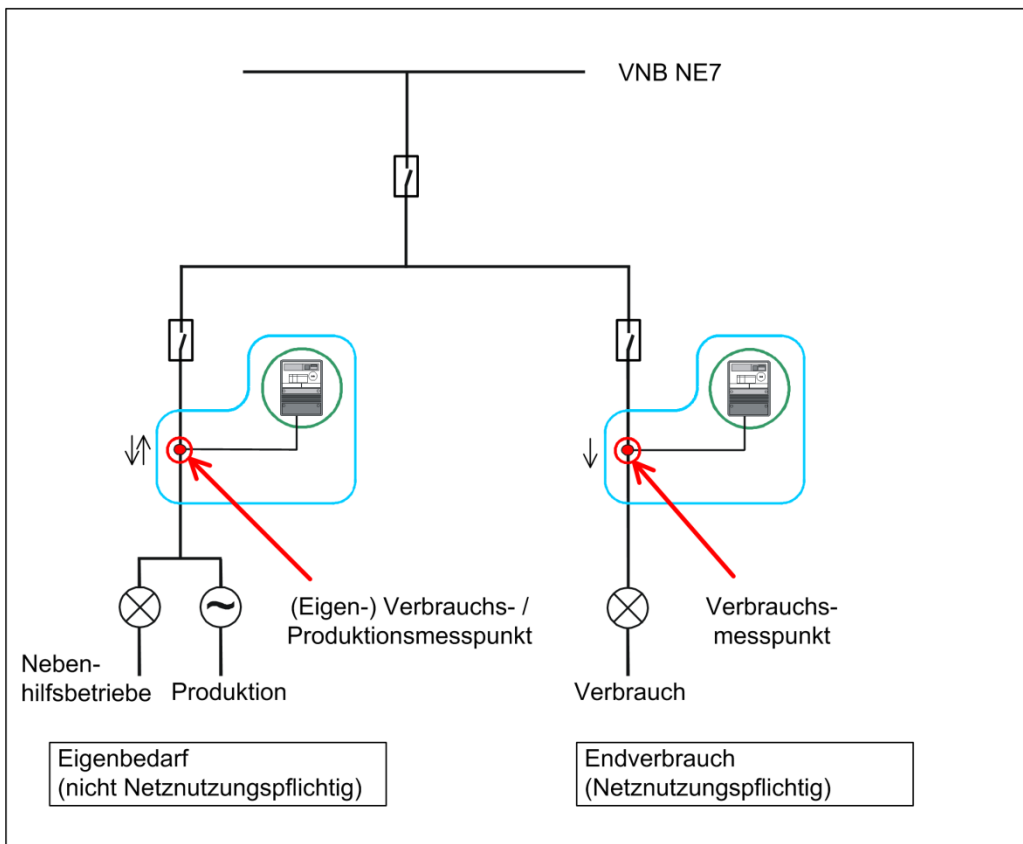 VNB NE7
(Eigen-) Verbrauchs- /
Produktionsmesspunkt
Verbrauchs-
messpunkt
Neben-
hilfsbetriebe
Produktion
Verbrauch
Eigenbedarf
(nicht Netznutzungspflichtig)
Endverbrauch
(Netznutzungspflichtig)